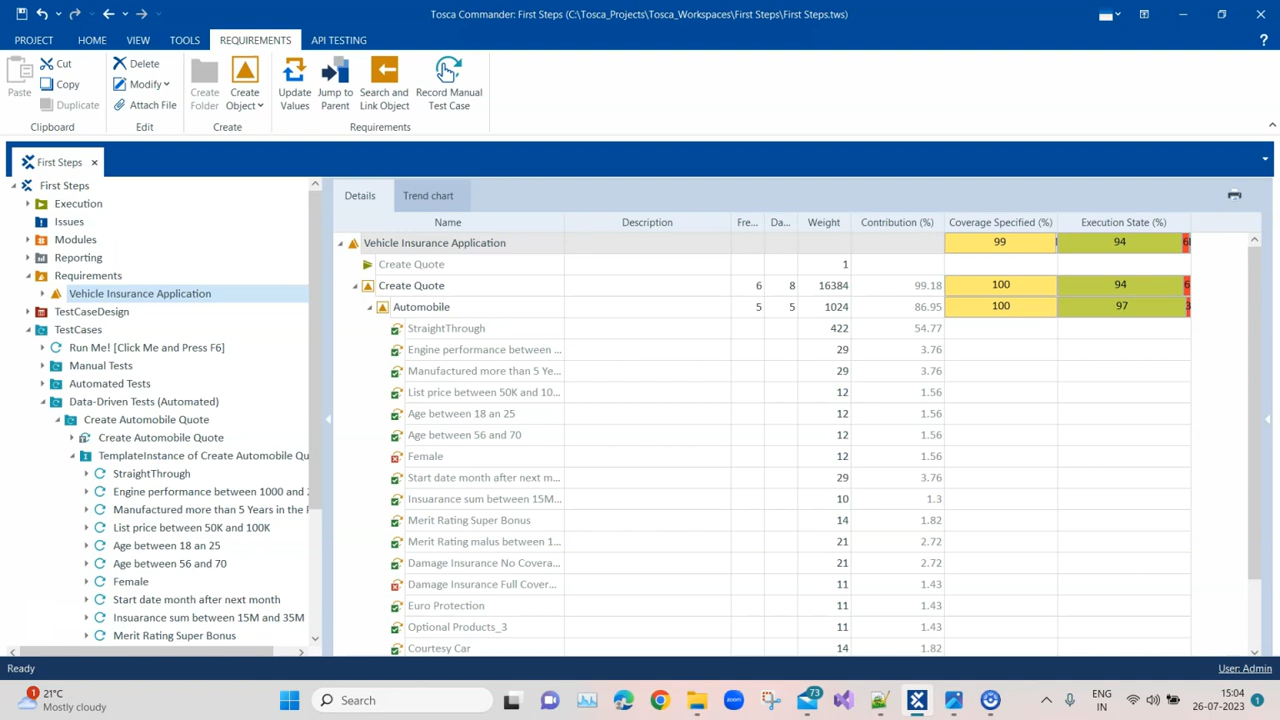 Tosca Commander: First Steps (C:\Tosca_Projects\Tosca_Workspaces\First Steps\First Steps.tws)
PROJECT HOME VIEW TOOLS REQUIREMENTS API TESTING
Paste
Cut
Copy
Duplicate
Clipboard
Delete
Modify
Attach File
Edit
Create Folder
Create Object
Create
Update Values
Jump to Parent
Search and Link Object
Record Manual Test Case
Requirements
First Steps
First Steps
Execution
Issues
Modules
Reporting
Requirements
Vehicle Insurance Application
TestCaseDesign
TestCases
Run Me! [Click Me and Press F6]
Manual Tests
Automated Tests
Data-Driven Tests (Automated)
Create Automobile Quote
Create Automobile Quote
TemplateInstance of Create Automobile Qu
StraightThrough
Engine performance between 1000 and
Manufactured more than 5 Years in the
List price between 50K and 100K
Age between 18 an 25
Age between 56 and 70
Female
Start date month after next month
Insuarance sum between 15M and 35M
Merit Rating Super Bonus
Details Trend chart
Name Description Fre... Da... Weight Contribution (%) Coverage Specified (%) Execution State (%)
Vehicle Insurance Application 99 94 6
Create Quote 1
Create Quote 6 8 16384 99.18 100 94 6
Automobile 5 5 1024 86.95 100 97 3
StraightThrough 422 54.77
Engine performance between ... 29 3.76
Manufactured more than 5 Ye... 29 3.76
List price between 50K and 10... 12 1.56
Age between 18 an 25 12 1.56
Age between 56 and 70 12 1.56
Female 12 1.56
Start date month after next m... 29 3.76
Insuarance sum between 15M... 10 1.3
Merit Rating Super Bonus 14 1.82
Merit Rating malus between 1... 21 2.72
Damage Insurance No Covera... 21 2.72
Damage Insurance Full Cover... 11 1.43
Euro Protection 11 1.43
Optional Products_3 11 1.43
Courtesy Car 14 1.82
Ready User: Admin
1
21°C
Mostly cloudy
Search
73
ENG
IN
15:04
26-07-2023
1